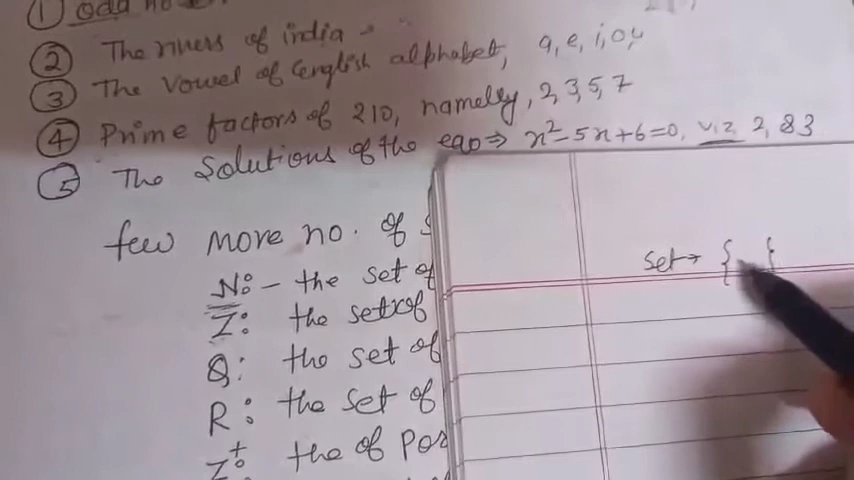 ① odd no
② The rivers of india -
③ The Vowel of English alphabet, a, e, i, o, u
④ Prime factors of 210, namely, 2, 3, 5, 7
⑤ The Solutions of the eqn ⇒ x²-5x+6=0, v.z, 2, & 3
few more no. of
N: - the set of
Z: the set of
Q: the set of
R: the set of
Z⁺: the of Pos
Set → { }